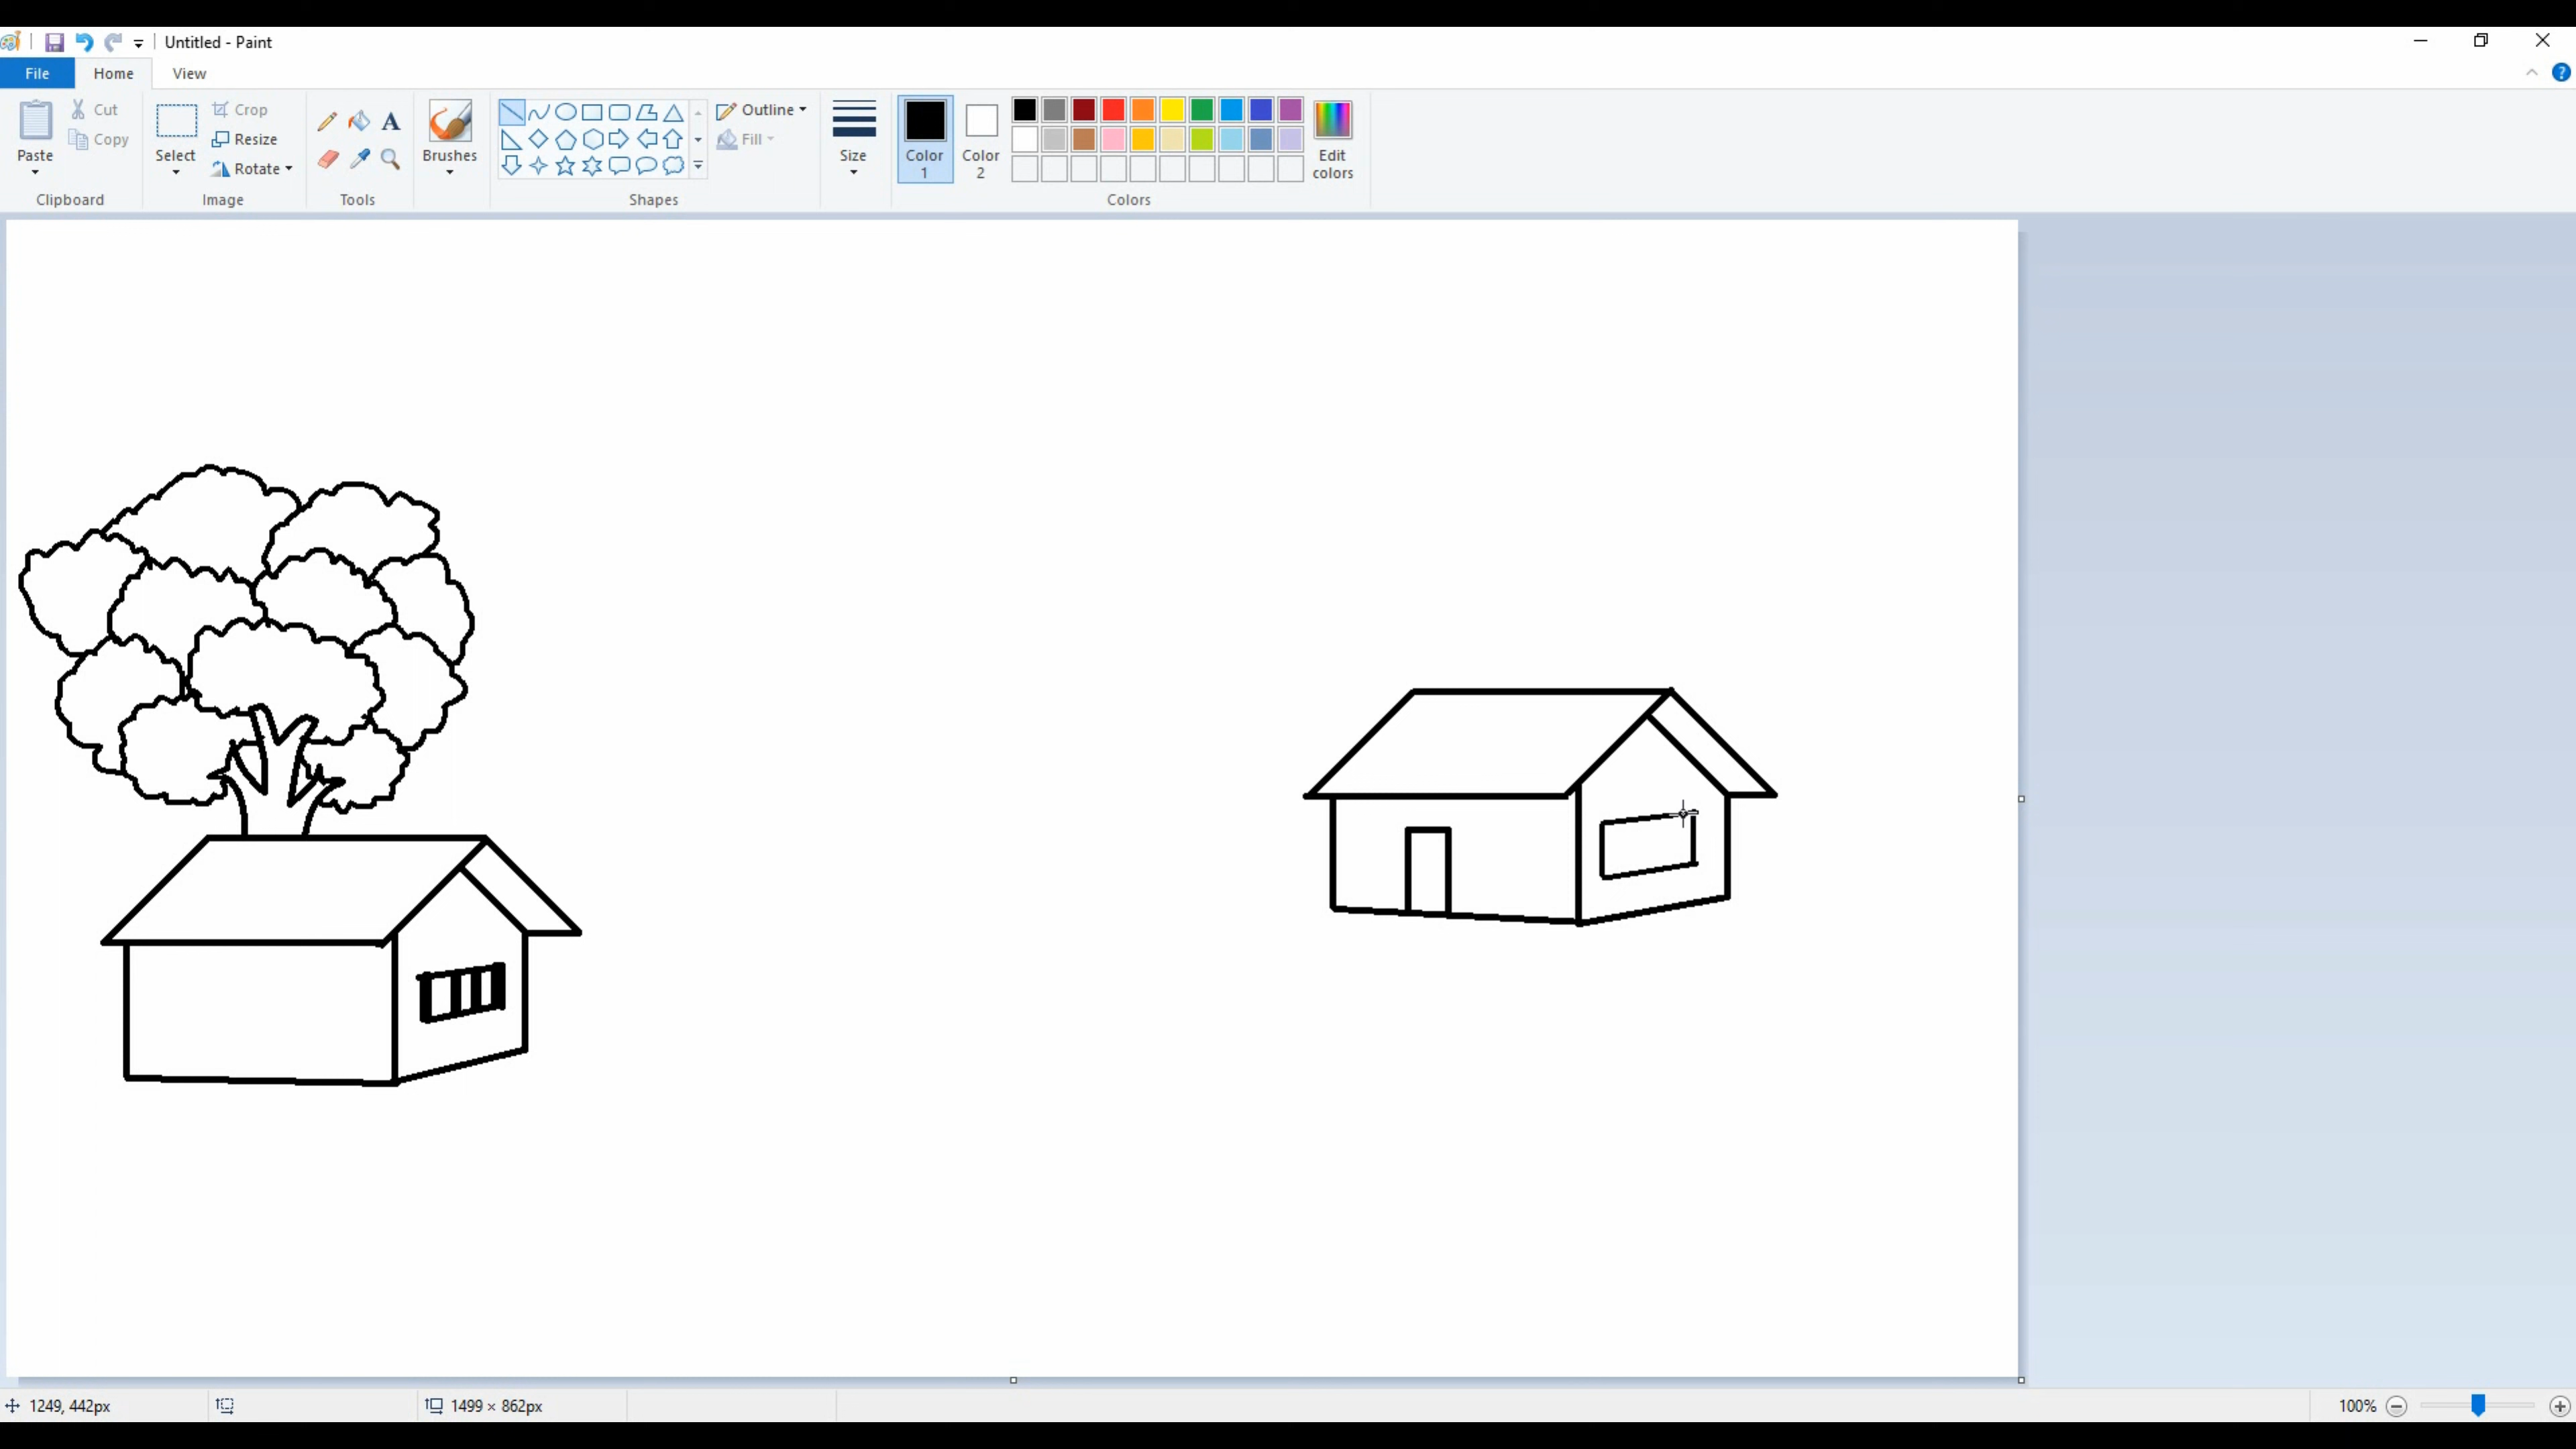 Untitled - Paint
File Home View
Paste Cut Copy Select Crop Resize Rotate A Brushes Outline Fill Size Color 1 Color 2 Edit colors
Clipboard Image Tools Shapes Colors
1249, 442px 1499 × 862px 100%